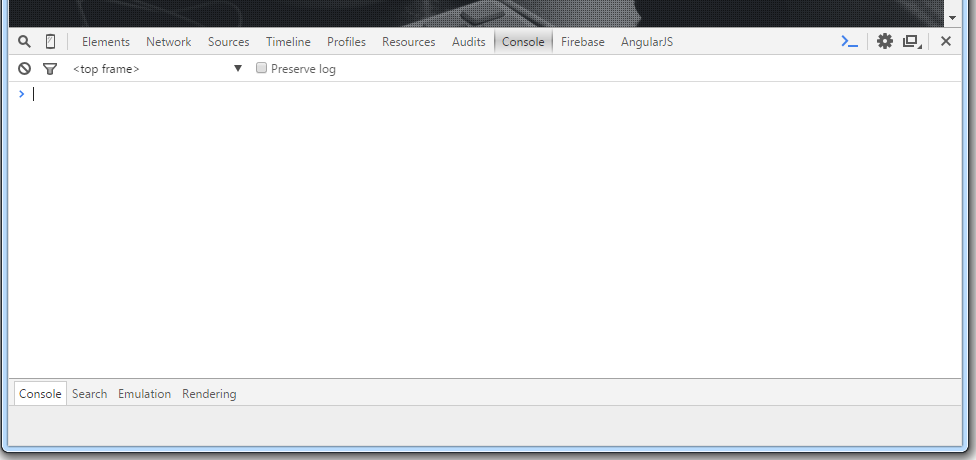 Elements Network Sources Timeline Profiles Resources Audits Console Firebase AngularJS
<top frame> Preserve log
Console Search Emulation Rendering